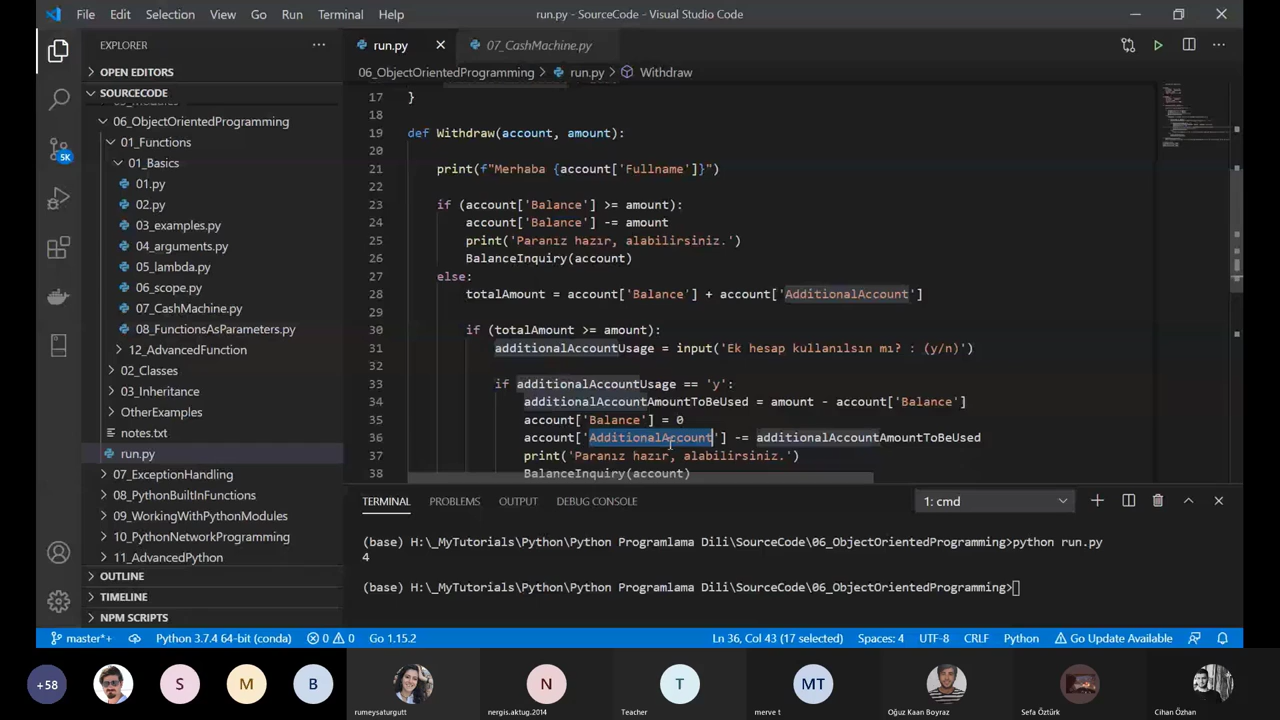 File Edit Selection View Go Run Terminal Help run.py - SourceCode - Visual Studio Code
EXPLORER
OPEN EDITORS
SOURCECODE
06_ObjectOrientedProgramming
01_Functions
01_Basics
01.py
02.py
03_examples.py
04_arguments.py
05_lambda.py
06_scope.py
07_CashMachine.py
08_FunctionsAsParameters.py
12_AdvancedFunction
02_Classes
03_Inheritance
OtherExamples
notes.txt
run.py
07_ExceptionHandling
08_PythonBuiltInFunctions
09_WorkingWithPythonModules
10_PythonNetworkProgramming
11_AdvancedPython
OUTLINE
TIMELINE
NPM SCRIPTS
5K
run.py 07_CashMachine.py
06_ObjectOrientedProgramming > run.py > Withdraw
17 }
18
19 def Withdraw(account, amount):
20
21 print(f"Merhaba {account['Fullname']}")
22
23 if (account['Balance'] >= amount):
24 account['Balance'] -= amount
25 print('Paranız hazır, alabilirsiniz.')
26 BalanceInquiry(account)
27 else:
28 totalAmount = account['Balance'] + account['AdditionalAccount']
29
30 if (totalAmount >= amount):
31 additionalAccountUsage = input('Ek hesap kullanılsın mı? : (y/n)')
32
33 if additionalAccountUsage == 'y':
34 additionalAccountAmountToBeUsed = amount - account['Balance']
35 account['Balance'] = 0
36 account['AdditionalAccount'] -= additionalAccountAmountToBeUsed
37 print('Paranız hazır, alabilirsiniz.')
38 BalanceInquiry(account)
TERMINAL PROBLEMS OUTPUT DEBUG CONSOLE 1: cmd
(base) H:\_MyTutorials\Python\Python Programlama Dili\SourceCode\06_ObjectOrientedProgramming>python run.py
4
(base) H:\_MyTutorials\Python\Python Programlama Dili\SourceCode\06_ObjectOrientedProgramming>
master*+ Python 3.7.4 64-bit (conda) 0 0 Go 1.15.2 Ln 36, Col 43 (17 selected) Spaces: 4 UTF-8 CRLF Python Go Update Available
+58 S M B N T MT
rumeysaturgutt nergis.aktug.2014 Teacher merve t Oğuz Kaan Boyraz Sefa Öztürk Cihan Özhan